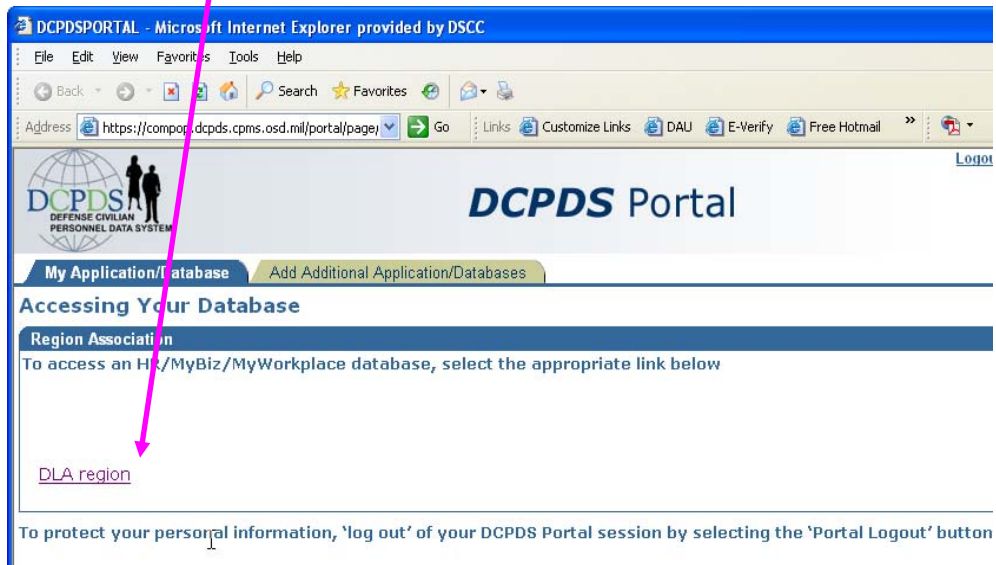 DCPDSPORTAL - Microsoft Internet Explorer provided by DSCC
File Edit View Favorites Tools Help
Back Search Favorites
Address https://compop.dcpds.cpms.osd.mil/portal/page/ Go Links Customize Links DAU E-Verify Free Hotmail »
Logou
DCPDS
DEFENSE CIVILIAN
PERSONNEL DATA SYSTEM
DCPDS Portal
My Application/Database Add Additional Application/Databases
Accessing Your Database
Region Association
To access an HR/MyBiz/MyWorkplace database, select the appropriate link below
DLA region
To protect your personal information, 'log out' of your DCPDS Portal session by selecting the 'Portal Logout' button